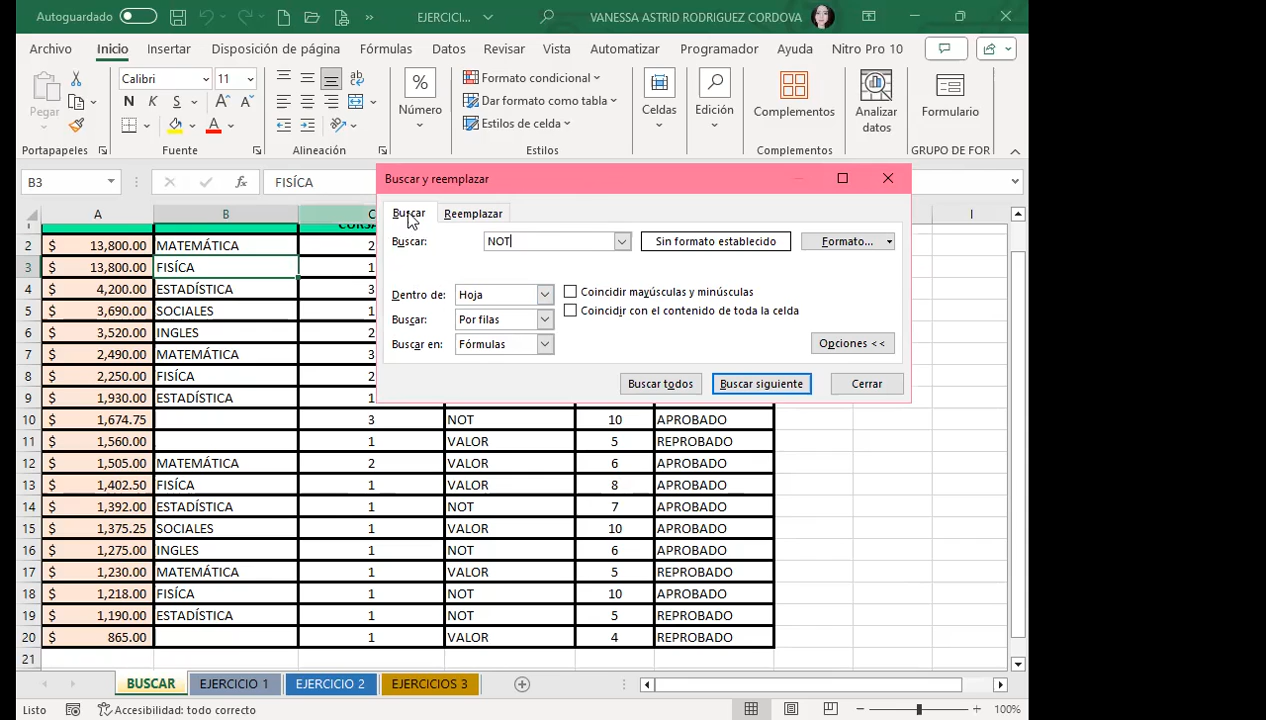 Autoguardado EJERCICI... VANESSA ASTRID RODRIGUEZ CORDOVA
Archivo Inicio Insertar Disposición de página Fórmulas Datos Revisar Vista Automatizar Programador Ayuda Nitro Pro 10
Pegar
Calibri 11
N K S
Número
Formato condicional
Dar formato como tabla
Estilos de celda
Celdas
Edición
Complementos
Analizar datos
Formulario
Portapapeles Fuente Alineación Estilos Complementos GRUPO DE FOR
B3 fx FISÍCA
Buscar y reemplazar
Buscar Reemplazar
Buscar: NOT Sin formato establecido Formato...
Dentro de: Hoja Coincidir mayúsculas y minúsculas
Buscar: Por filas Coincidir con el contenido de toda la celda
Buscar en: Fórmulas Opciones <<
Buscar todos Buscar siguiente Cerrar
A B C I
2 $ 13,800.00 MATEMÁTICA 2
3 $ 13,800.00 FISÍCA 1
4 $ 4,200.00 ESTADÍSTICA 3
5 $ 3,690.00 SOCIALES 1
6 $ 3,520.00 INGLES 2
7 $ 2,490.00 MATEMÁTICA 3
8 $ 2,250.00 FISÍCA 2
9 $ 1,930.00 ESTADÍSTICA 1
10 $ 1,674.75 3 NOT 10 APROBADO
11 $ 1,560.00 1 VALOR 5 REPROBADO
12 $ 1,505.00 MATEMÁTICA 2 VALOR 6 APROBADO
13 $ 1,402.50 FISÍCA 1 VALOR 8 APROBADO
14 $ 1,392.00 ESTADÍSTICA 1 NOT 7 APROBADO
15 $ 1,375.25 SOCIALES 1 VALOR 10 APROBADO
16 $ 1,275.00 INGLES 1 NOT 6 APROBADO
17 $ 1,230.00 MATEMÁTICA 1 VALOR 5 REPROBADO
18 $ 1,218.00 FISÍCA 1 NOT 10 APROBADO
19 $ 1,190.00 ESTADÍSTICA 1 NOT 5 REPROBADO
20 $ 865.00 1 VALOR 4 REPROBADO
21
BUSCAR EJERCICIO 1 EJERCICIO 2 EJERCICIOS 3
Listo Accesibilidad: todo correcto 100%